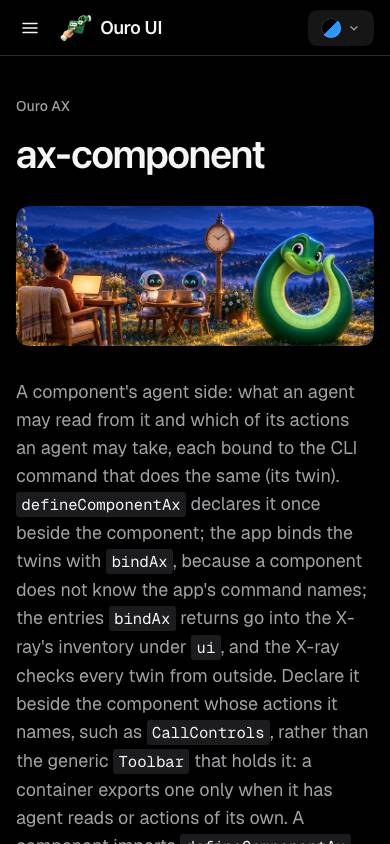 Ouro UI
Ouro AX
ax-component
A component's agent side: what an agent
may read from it and which of its actions
an agent may take, each bound to the CLI
command that does the same (its twin).
defineComponentAx declares it once
beside the component; the app binds the
twins with bindAx, because a component
does not know the app's command names;
the entries bindAx returns go into the X-
ray's inventory under ui, and the X-ray
checks every twin from outside. Declare it
beside the component whose actions it
names, such as CallControls, rather than
the generic Toolbar that holds it: a
container exports one only when it has
agent reads or actions of its own. A
component imports defineComponentAx